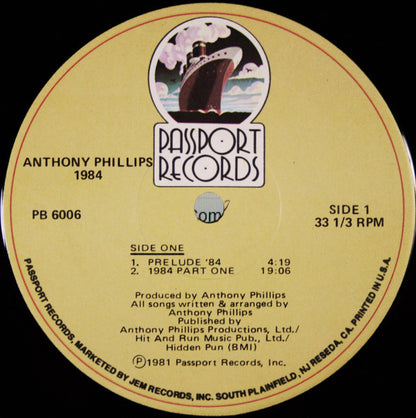 PASSPORT
RECORDS
ANTHONY PHILLIPS
1984
PB 6006
SIDE 1
33 1/3 RPM
com
SIDE ONE
1. PRELUDE '84 4:19
2. 1984 PART ONE 19:06
Produced by Anthony Phillips
All songs written & arranged by
Anthony Phillips
Published by
Anthony Phillips Productions, Ltd./
Hit And Run Music Pub., Ltd./
Hidden Pun (BMI)
Ⓟ 1981 Passport Records, Inc.
PASSPORT RECORDS, MARKETED BY JEM RECORDS, INC. SOUTH PLAINFIELD, NJ RESEDA, CA. PRINTED IN U.S.A.